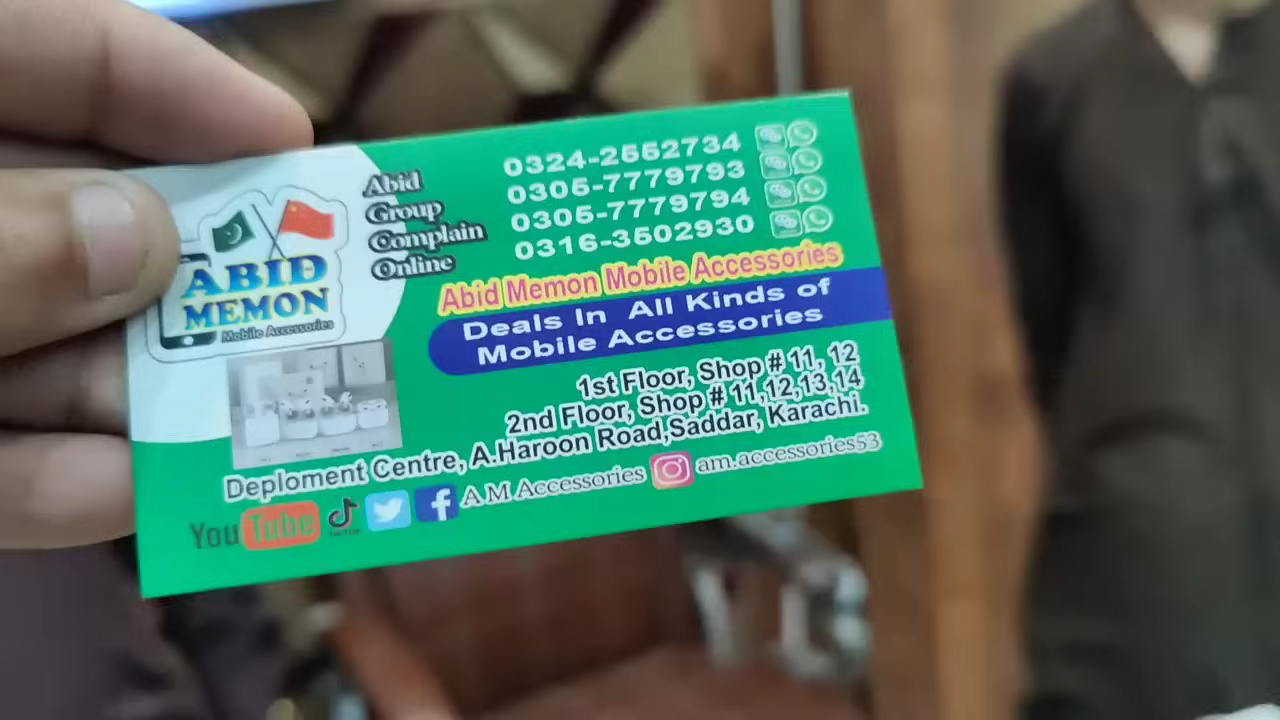 ABID
MEMON
Mobile Accessories
Abid
Group
Complain
Online
0324-2552734
0305-7779793
0305-7779794
0316-3502930
Abid Memon Mobile Accessories
Deals In All Kinds of
Mobile Accessories
1st Floor, Shop # 11, 12
2nd Floor, Shop # 11,12,13,14
Deploment Centre, A.Haroon Road,Saddar, Karachi.
YouTube
A M Accessories
am.accessories53